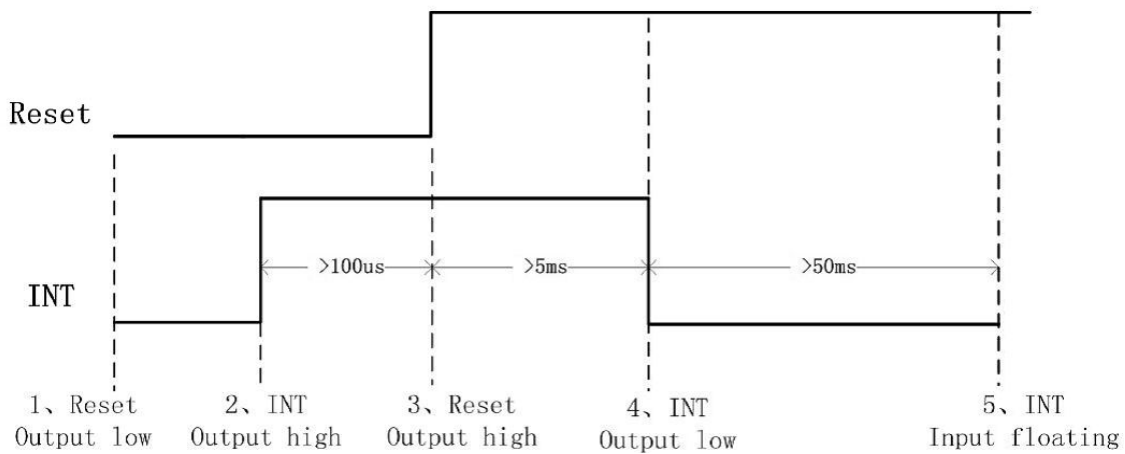 Reset
>100us
>5ms
>50ms
INT
1、Reset
Output low
2、INT
Output high
3、Reset
Output high
4、INT
Output low
5、INT
Input floating